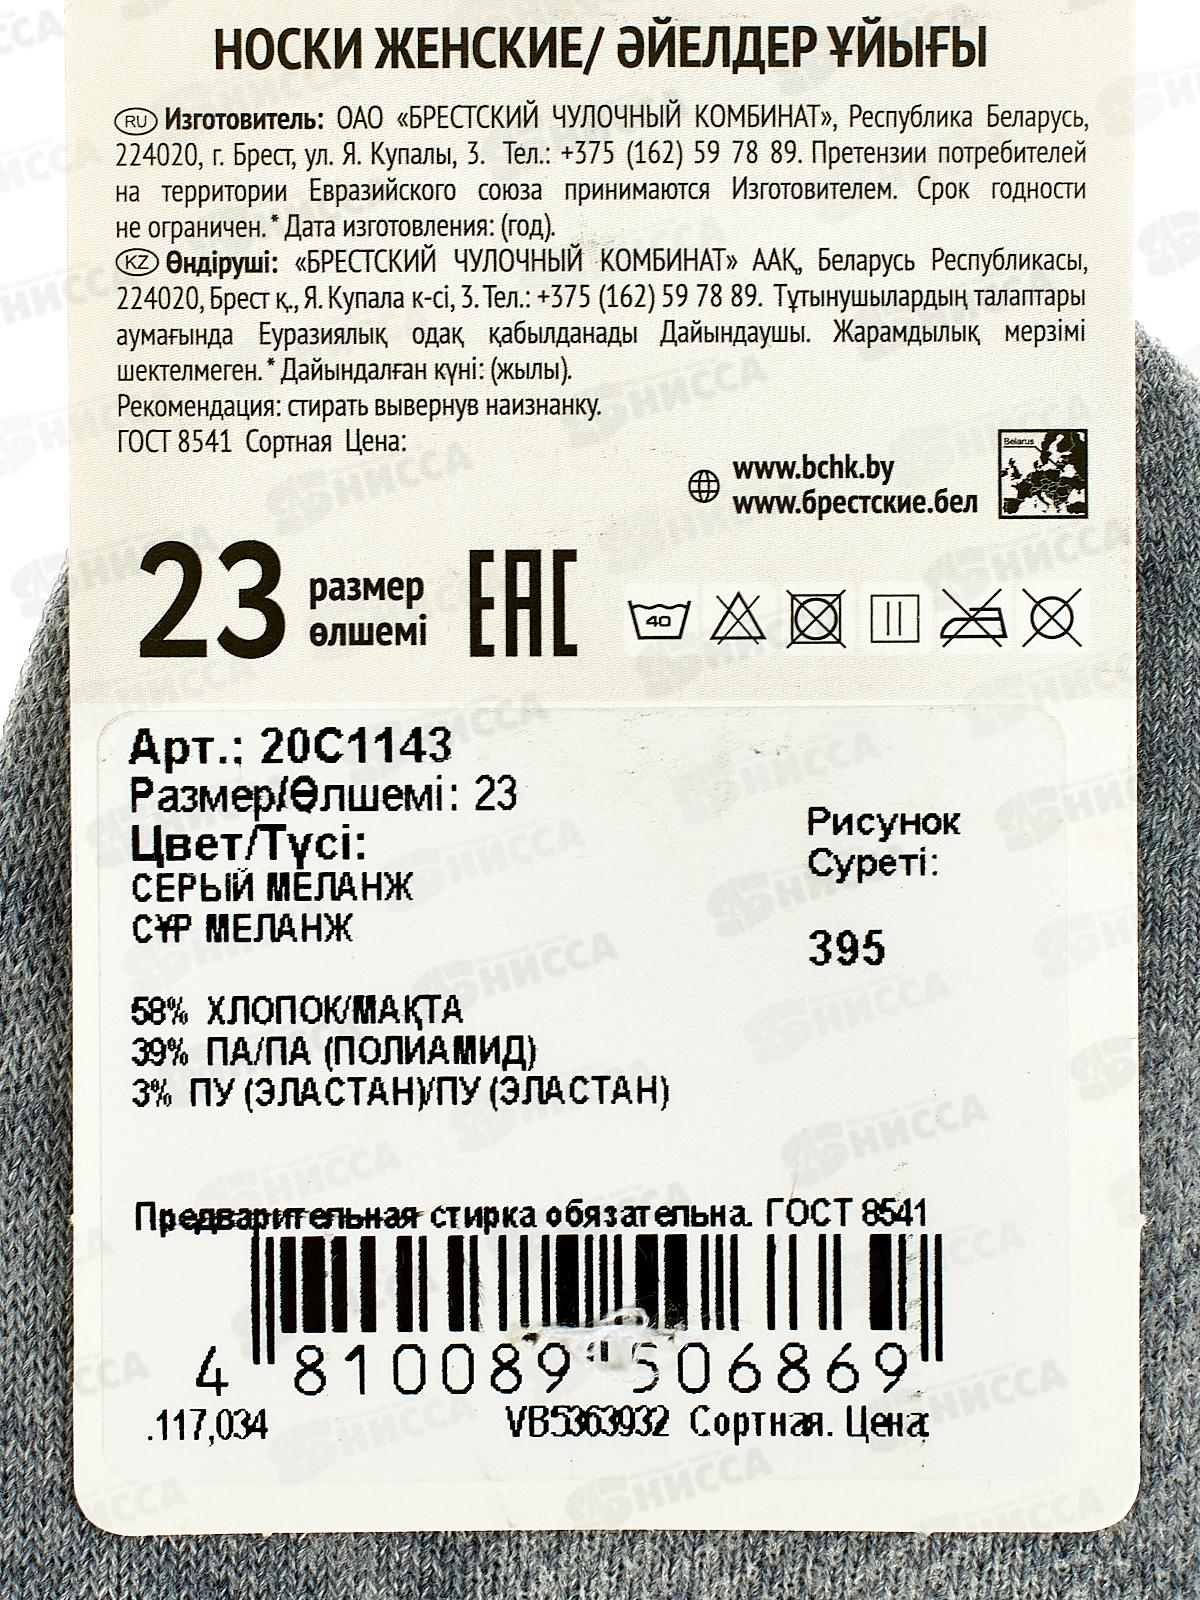 НОСКИ ЖЕНСКИЕ/ ӘЙЕЛДЕР ҰЙЫҒЫ
RU Изготовитель: ОАО «БРЕСТСКИЙ ЧУЛОЧНЫЙ КОМБИНАТ», Республика Беларусь,
224020, г. Брест, ул. Я. Купалы, 3. Тел.: +375 (162) 59 78 89. Претензии потребителей
на территории Евразийского союза принимаются Изготовителем. Срок годности
не ограничен.* Дата изготовления: (год).
KZ Өндіруші: «БРЕСТСКИЙ ЧУЛОЧНЫЙ КОМБИНАТ» ААҚ, Беларусь Республикасы,
224020, Брест қ., Я. Купала к-сі, 3. Тел.: +375 (162) 59 78 89. Тұтынушылардың талаптары
аумағында Еуразиялық одақ қабылданады Дайындаушы. Жарамдылық мерзімі
шектелмеген.* Дайындалған күні: (жылы).
Рекомендация: стирать вывернув наизнанку.
ГОСТ 8541 Сортная Цена:
Belarus
www.bchk.by
www.брестские.бел
23 размер
өлшемі
EAC
40
Арт.: 20С1143
Размер/Өлшемі: 23
Цвет/Түсі:
СЕРЫЙ МЕЛАНЖ
СҰР МЕЛАНЖ
Рисунок
Суреті:
395
58% ХЛОПОК/МАҚТА
39% ПА/ПА (ПОЛИАМИД)
3% ПУ (ЭЛАСТАН)/ПУ (ЭЛАСТАН)
Предварительная стирка обязательна. ГОСТ 8541
4 810089 506869
.117,034
VB5363932 Сортная. Цена:
НИССА